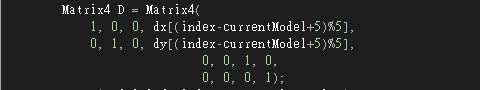 Matrix4 D = Matrix4(
1, 0, 0, dx[(index-currentModel+5)%5],
0, 1, 0, dy[(index-currentModel+5)%5],
0, 0, 1, 0,
0, 0, 0, 1);